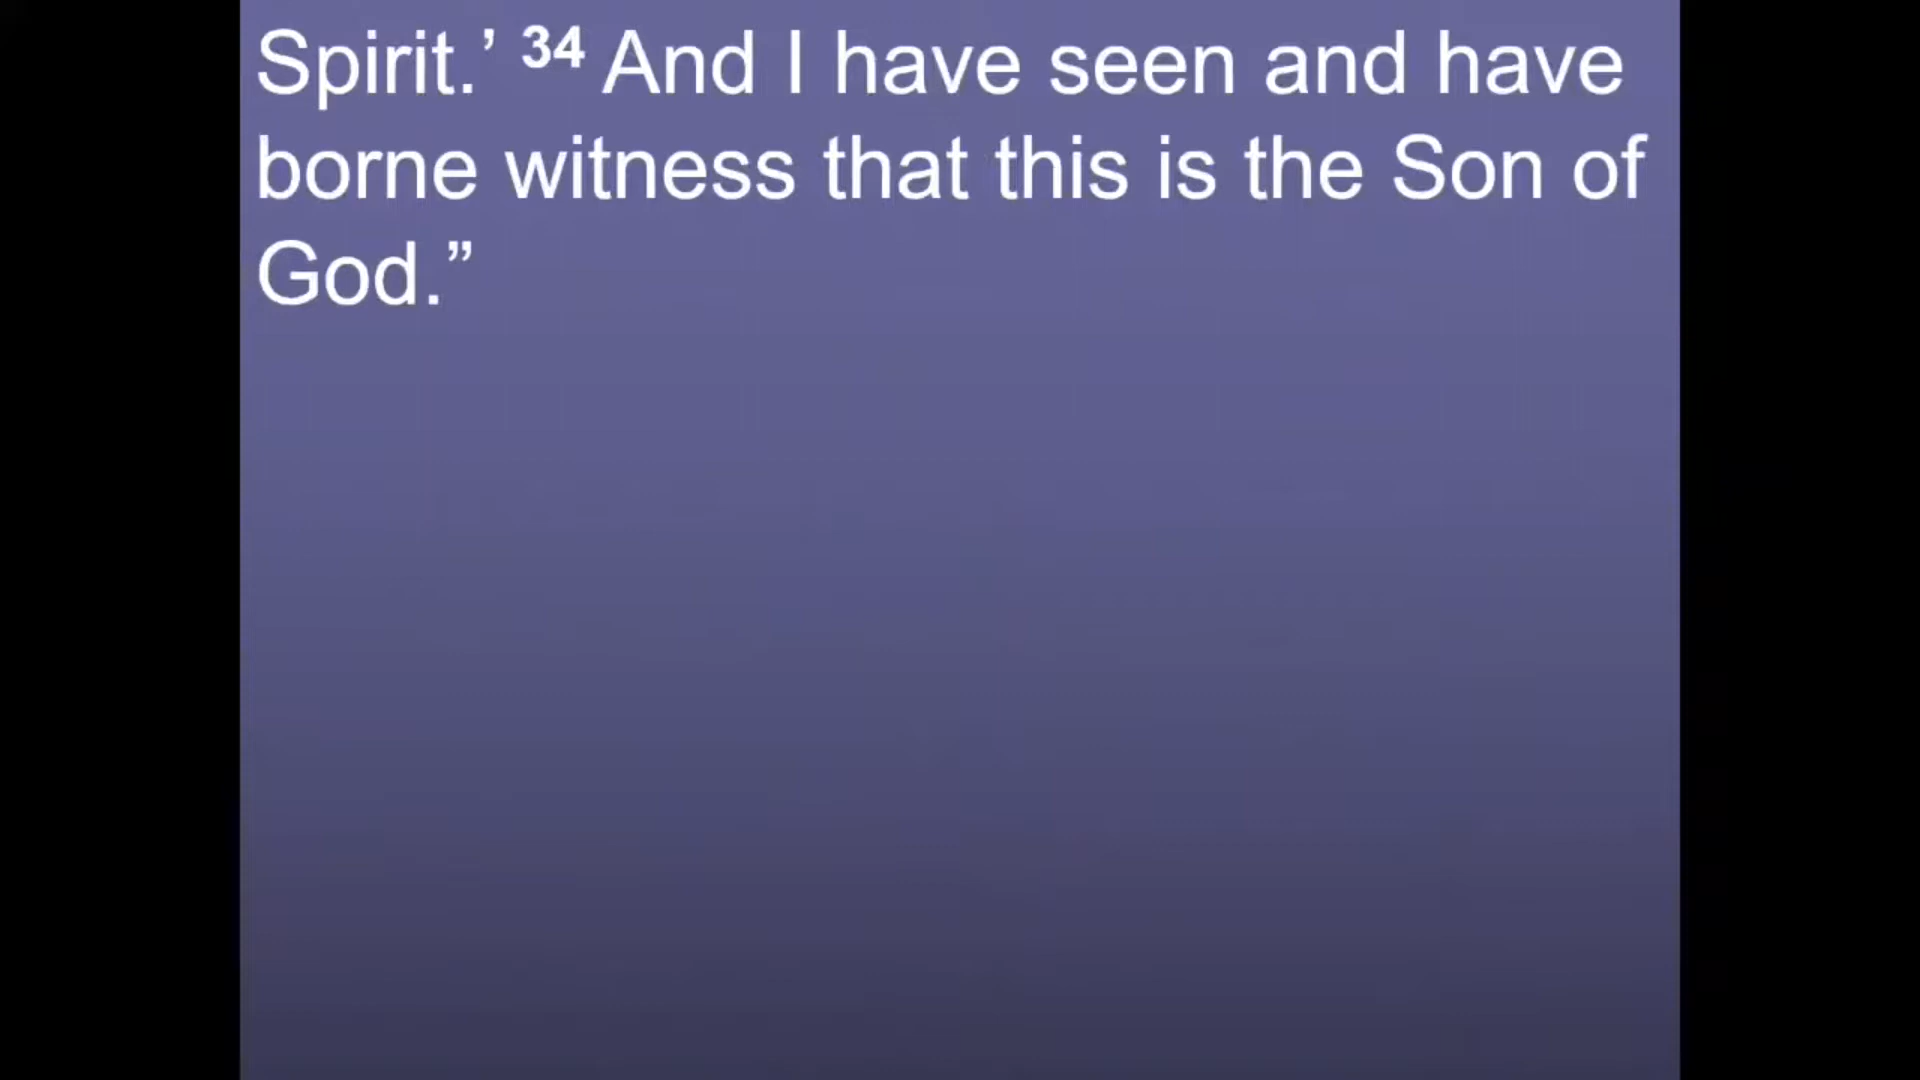 Spirit.’ 34 And I have seen and have
borne witness that this is the Son of
God.”